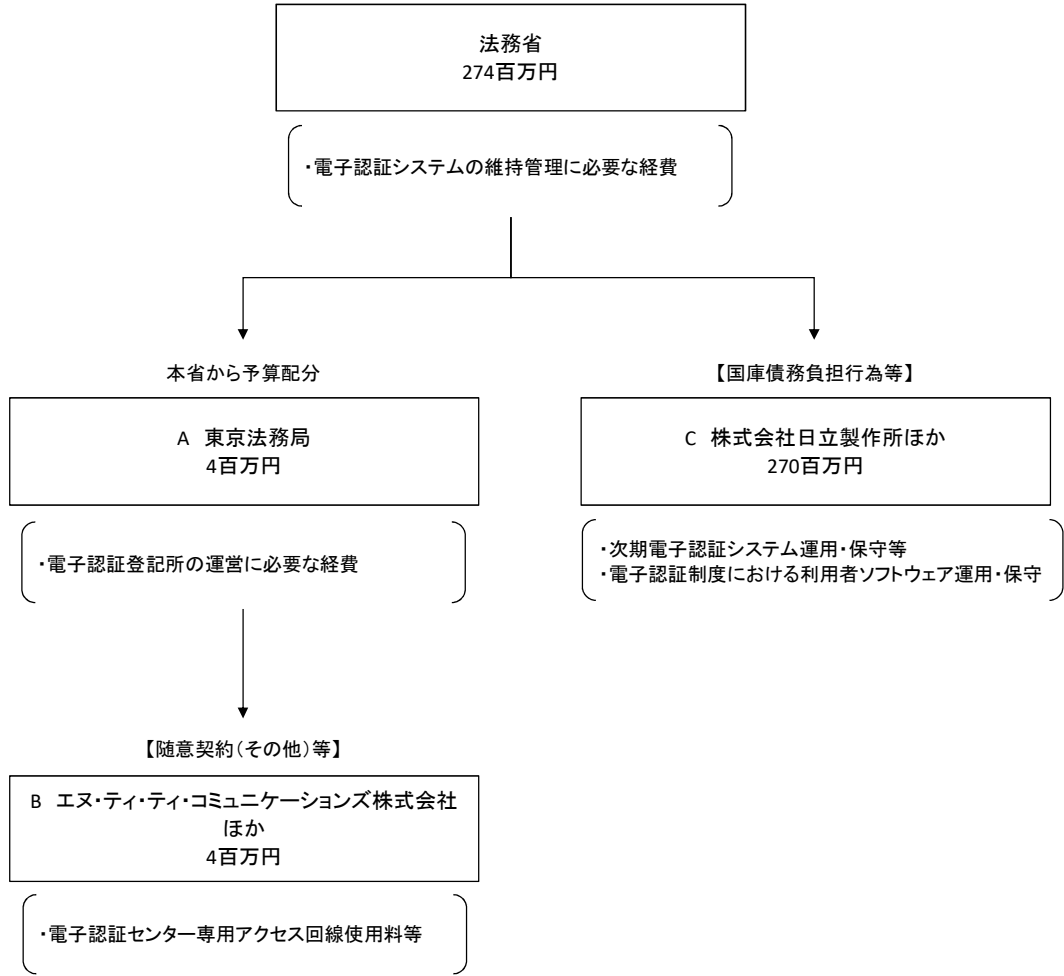 法務省
274百万円
・電子認証システムの維持管理に必要な経費
本省から予算配分
A 東京法務局
4百万円
・電子認証登記所の運営に必要な経費
【国庫債務負担行為等】
C 株式会社日立製作所ほか
270百万円
・次期電子認証システム運用・保守等
・電子認証制度における利用者ソフトウェア運用・保守
【随意契約(その他)等】
B エヌ・ティ・ティ・コミュニケーションズ株式会社
ほか
4百万円
・電子認証センター専用アクセス回線使用料等